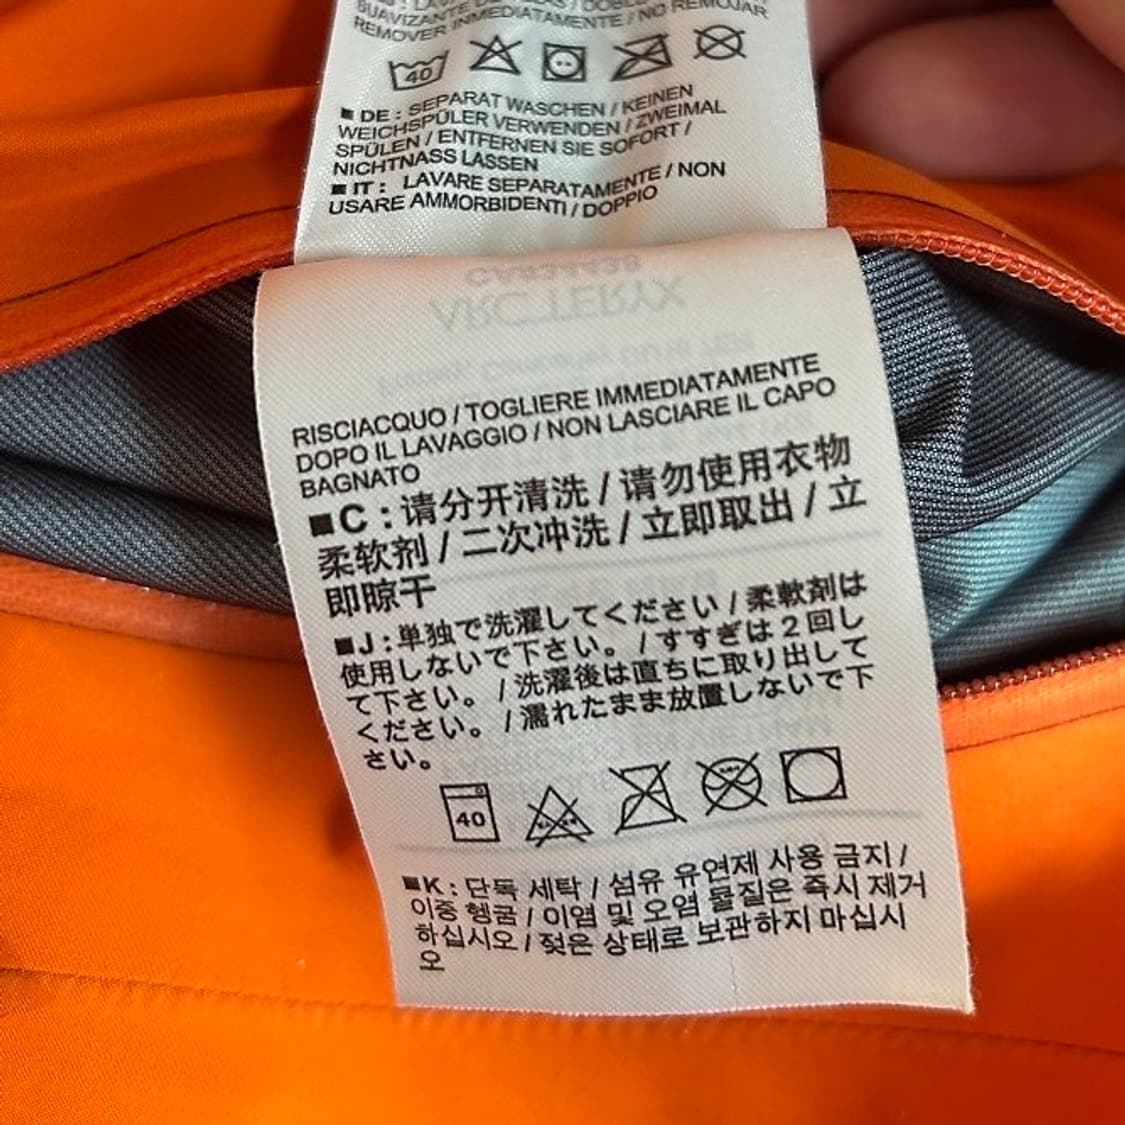 SUAVIZANTE DE
REMOVER INMEDIATAMENTE / NO REMOJAR
40
■ DE : SEPARAT WASCHEN / KEINEN
WEICHSPÜLER VERWENDEN / ZWEIMAL
SPÜLEN / ENTFERNEN SIE SOFORT /
NICHTNASS LASSEN
■ IT : LAVARE SEPARATAMENTE / NON
USARE AMMORBIDENTI / DOPPIO
CA#34438
ARC'TERYX
RISCIACQUO / TOGLIERE IMMEDIATAMENTE
DOPO IL LAVAGGIO / NON LASCIARE IL CAPO
BAGNATO
■C : 请分开清洗 / 请勿使用衣物
柔软剂 / 二次冲洗 / 立即取出 / 立
即晾干
■J : 単独で洗濯してください / 柔軟剤は
使用しないで下さい。 / すすぎは２回し
て下さい。 / 洗濯後は直ちに取り出して
ください。 / 濡れたまま放置しないで下
さい。
40
■K : 단독 세탁 / 섬유 유연제 사용 금지 /
이중 헹굼 / 이염 및 오염 물질은 즉시 제거
하십시오 / 젖은 상태로 보관하지 마십시
오